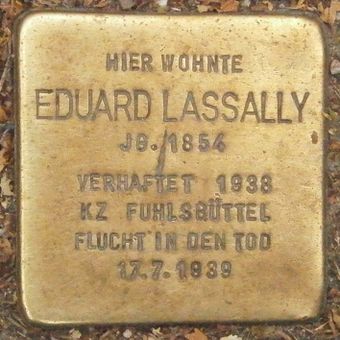 HIER WOHNTE
EDUARD LASSALLY
JG. 1854
VERHAFTET 1938
KZ FUHLSBÜTTEL
FLUCHT IN DEN TOD
17.7.1939